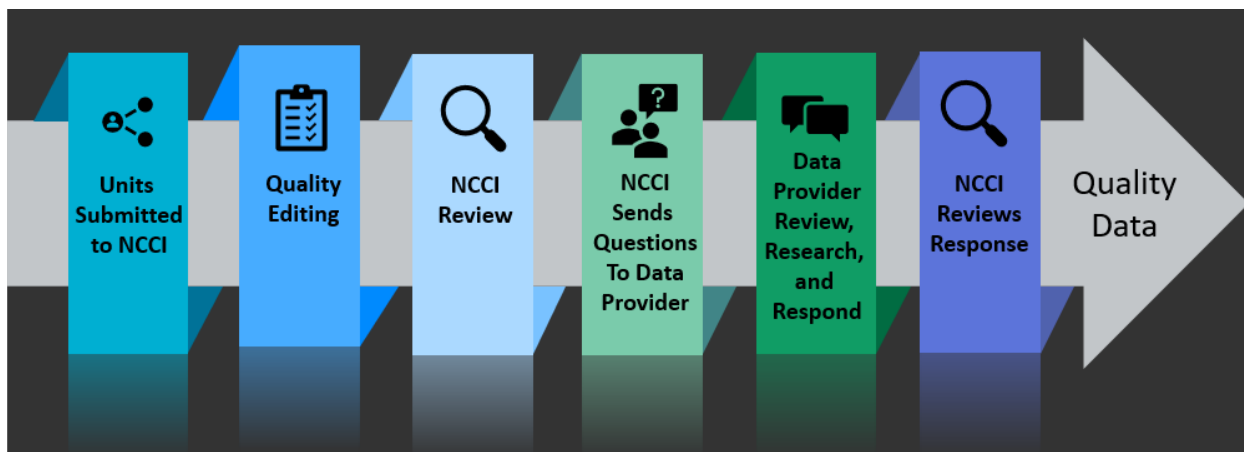 Units
Submitted
to NCCI
Quality
Editing
NCCI
Review
?
NCCI
Sends
Questions
To Data
Provider
Data
Provider
Review,
Research,
and
Respond
NCCI
Reviews
Response
Quality
Data